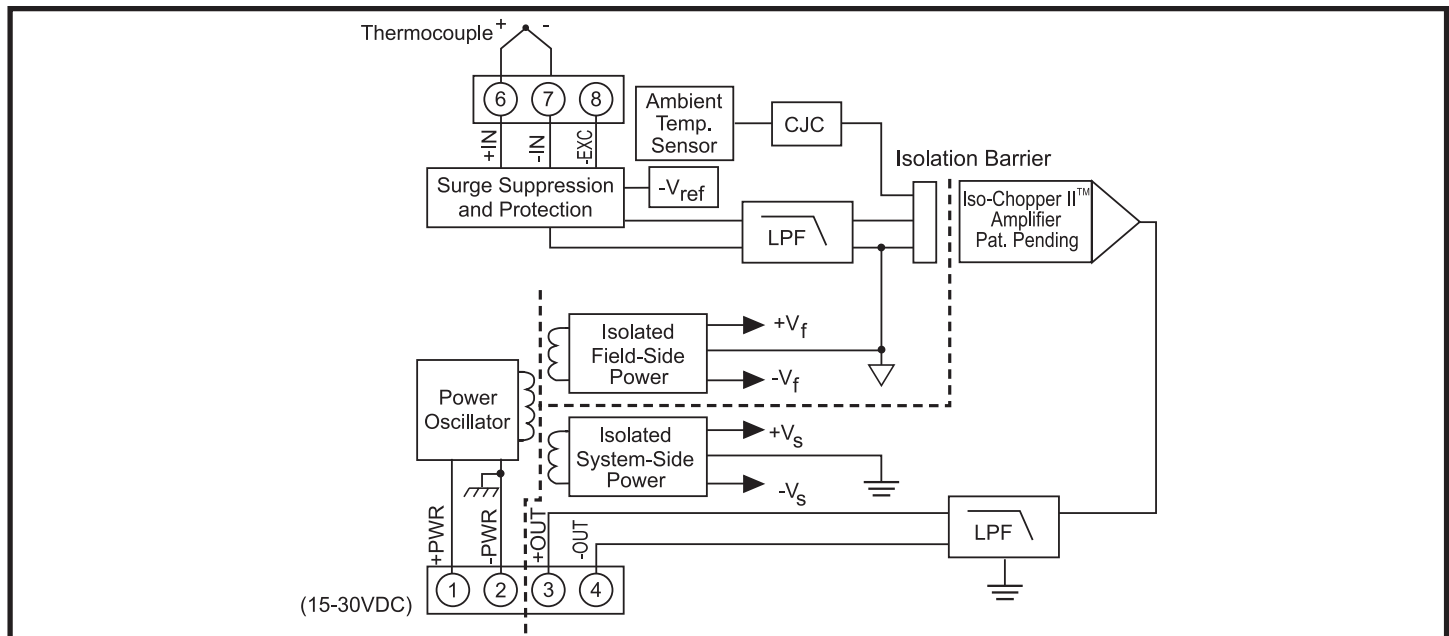 Thermocouple + -
6 7 8
+IN
-IN
-EXC
Ambient
Temp.
Sensor
CJC
Isolation Barrier
Surge Suppression
and Protection
-Vref
LPF
Iso-Chopper II™
Amplifier
Pat. Pending
Isolated
Field-Side
Power
+Vf
-Vf
Power
Oscillator
Isolated
System-Side
Power
+Vs
-Vs
LPF
+PWR
-PWR
+OUT
-OUT
1 2 3 4
(15-30VDC)